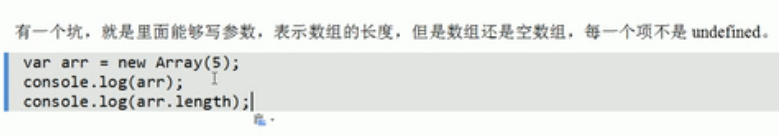 有一个坑，就是里面能够写参数，表示数组的长度，但是数组还是空数组，每一个项不是 undefined。
var arr = new Array(5);
console.log(arr);
console.log(arr.length);